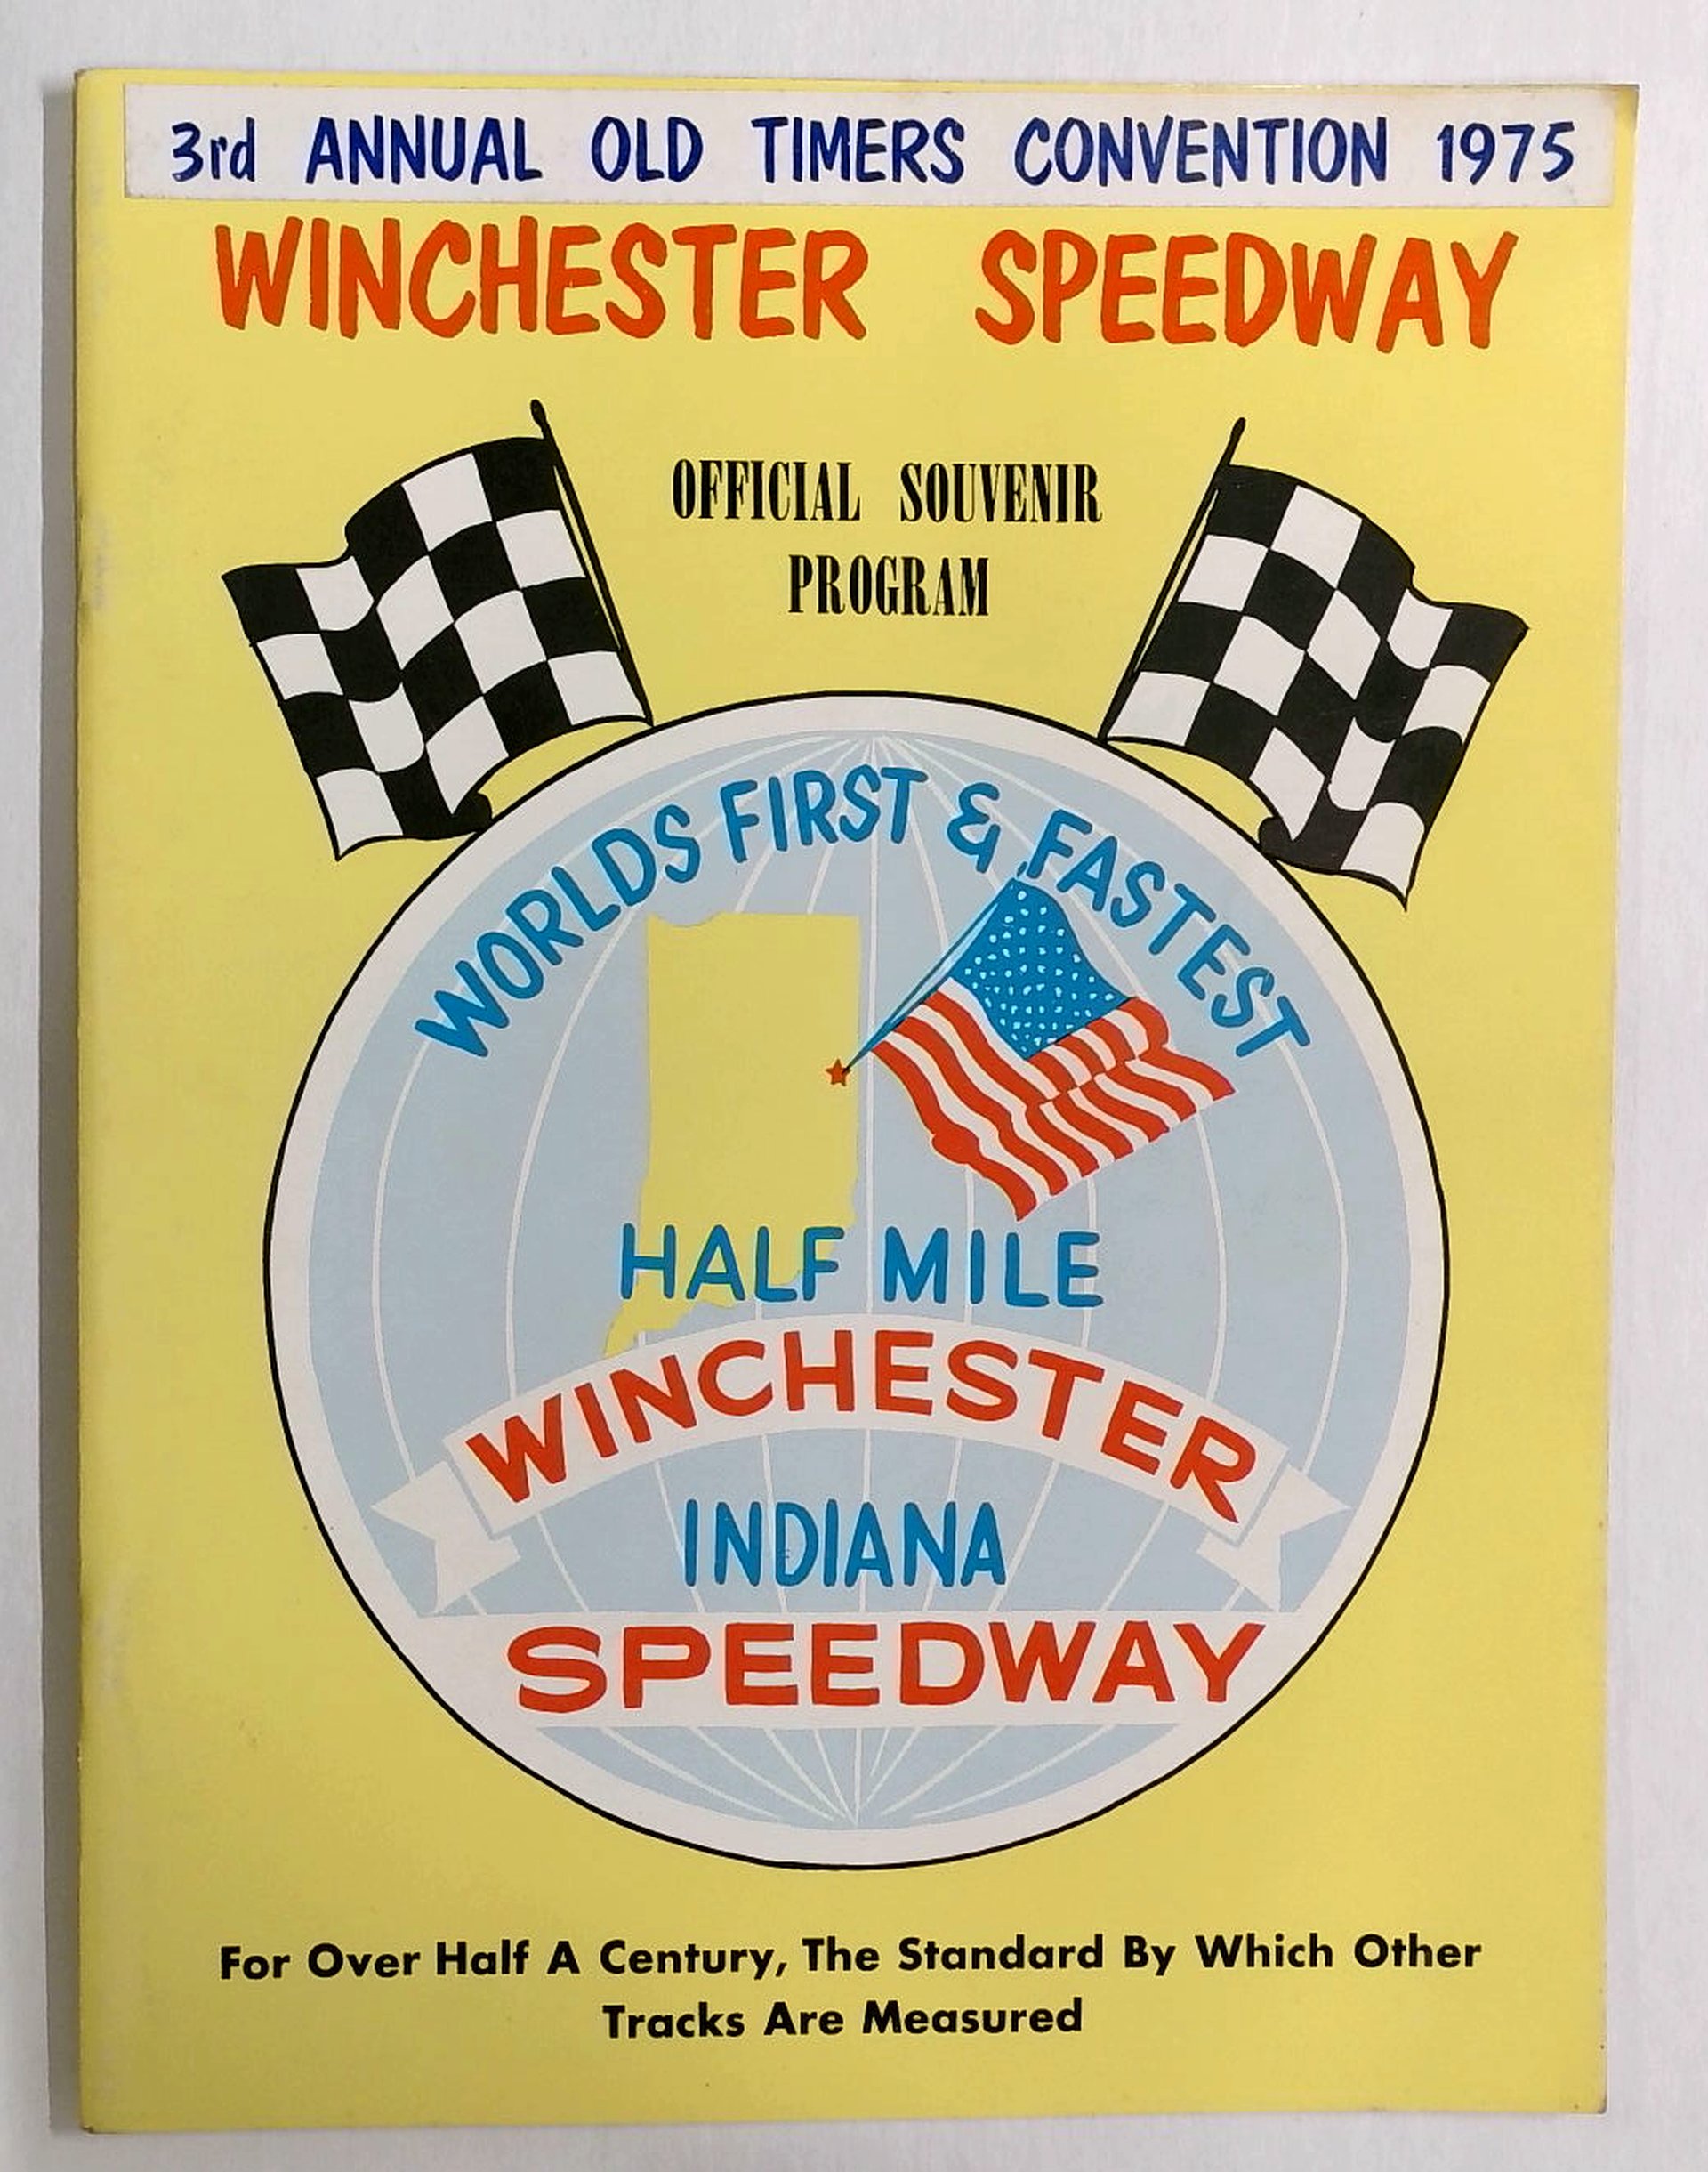 3rd ANNUAL OLD TIMERS CONVENTION 1975
WINCHESTER SPEEDWAY
OFFICIAL SOUVENIR
PROGRAM
WORLDS FIRST & FASTEST
HALF MILE
WINCHESTER
INDIANA
SPEEDWAY
For Over Half A Century, The Standard By Which Other
Tracks Are Measured